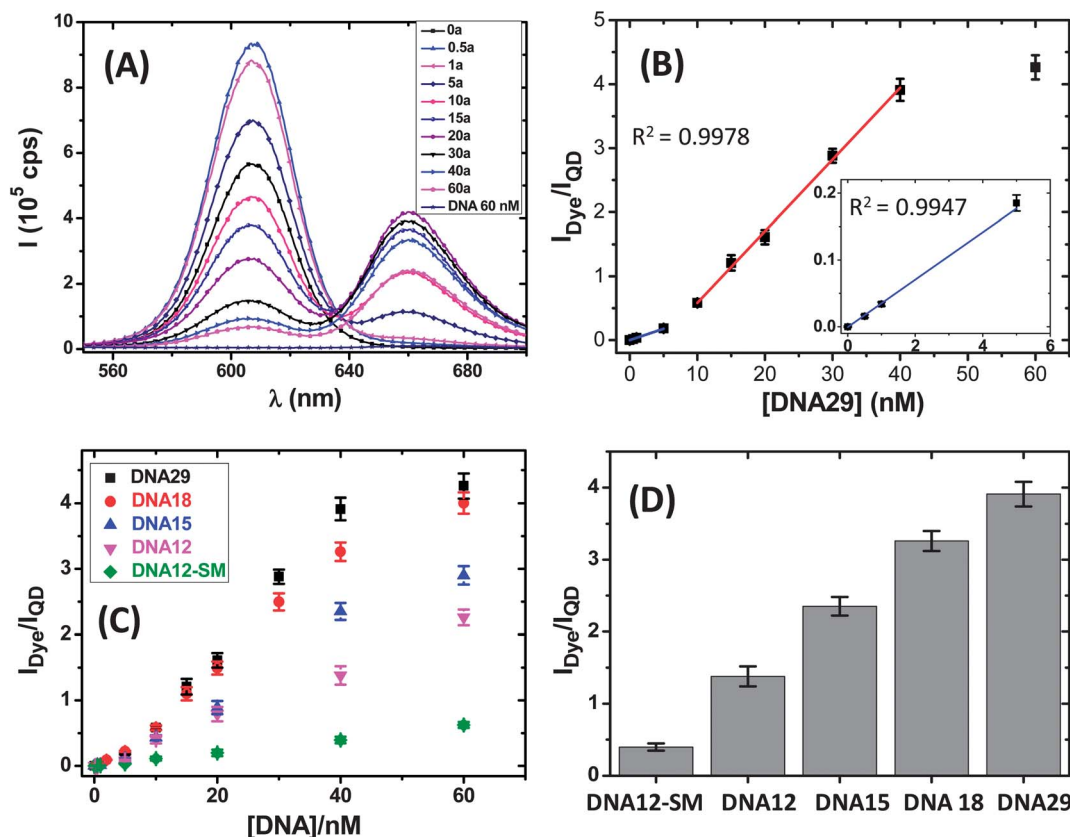 (A)
I (10⁵ cps)
10
8
6
4
2
0
560
600
640
680
λ (nm)
0a
0.5a
1a
5a
10a
15a
20a
30a
40a
60a
DNA 60 nM
(B)
I_Dye/I_QD
5
4
3
2
1
0
R² = 0.9978
0
10
20
30
40
50
60
[DNA29] (nM)
R² = 0.9947
0.2
0.1
0.0
0
2
4
6
DNA29
DNA18
DNA15
DNA12
DNA12-SM
(C)
I_Dye/I_QD
4
3
2
1
0
0
20
40
60
[DNA]/nM
(D)
I_Dye/I_QD
4
3
2
1
0
DNA12-SM
DNA12
DNA15
DNA 18
DNA29